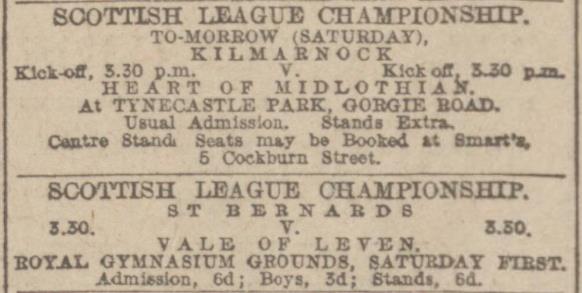 SCOTTISH LEAGUE CHAMPIONSHIP.
TO-MORROW (SATURDAY),
KILMARNOCK
Kick-off, 3.30 p.m. V. Kick off, 3.30 p.m.
HEART OF MIDLOTHIAN.
At TYNECASTLE PARK, GORGIE ROAD.
Usual Admission. Stands Extra.
Centre Stand Seats may be Booked at Smart's,
5 Cockburn Street.
SCOTTISH LEAGUE CHAMPIONSHIP.
ST BERNARDS
3.30. V. 3.30.
VALE OF LEVEN.
ROYAL GYMNASIUM GROUNDS, SATURDAY FIRST.
Admission, 6d; Boys, 3d; Stands, 6d.